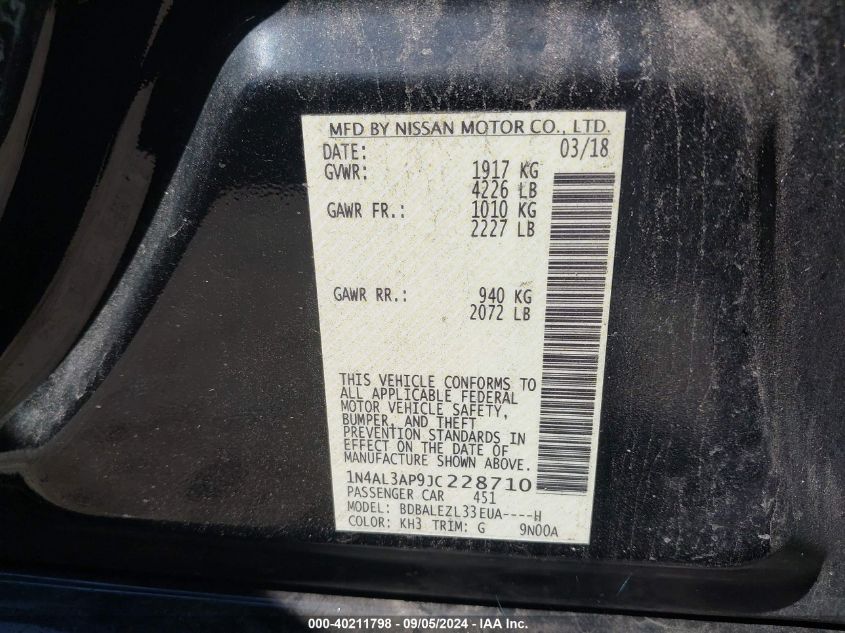 MFD BY NISSAN MOTOR CO., LTD.
DATE: 03/18
GVWR: 1917 KG
4226 LB
GAWR FR.: 1010 KG
2227 LB
GAWR RR.: 940 KG
2072 LB
THIS VEHICLE CONFORMS TO
ALL APPLICABLE FEDERAL
MOTOR VEHICLE SAFETY,
BUMPER, AND THEFT
PREVENTION STANDARDS IN
EFFECT ON THE DATE OF
MANUFACTURE SHOWN ABOVE.
1N4AL3AP9JC228710
PASSENGER CAR 451
MODEL: BDBALEZL33EUA----H
COLOR: KH3 TRIM: G 9N00A
000-40211798 - 09/05/2024 - IAA Inc.